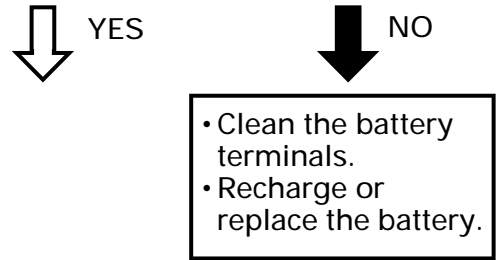 YES
NO
• Clean the battery
terminals.
• Recharge or
replace the battery.